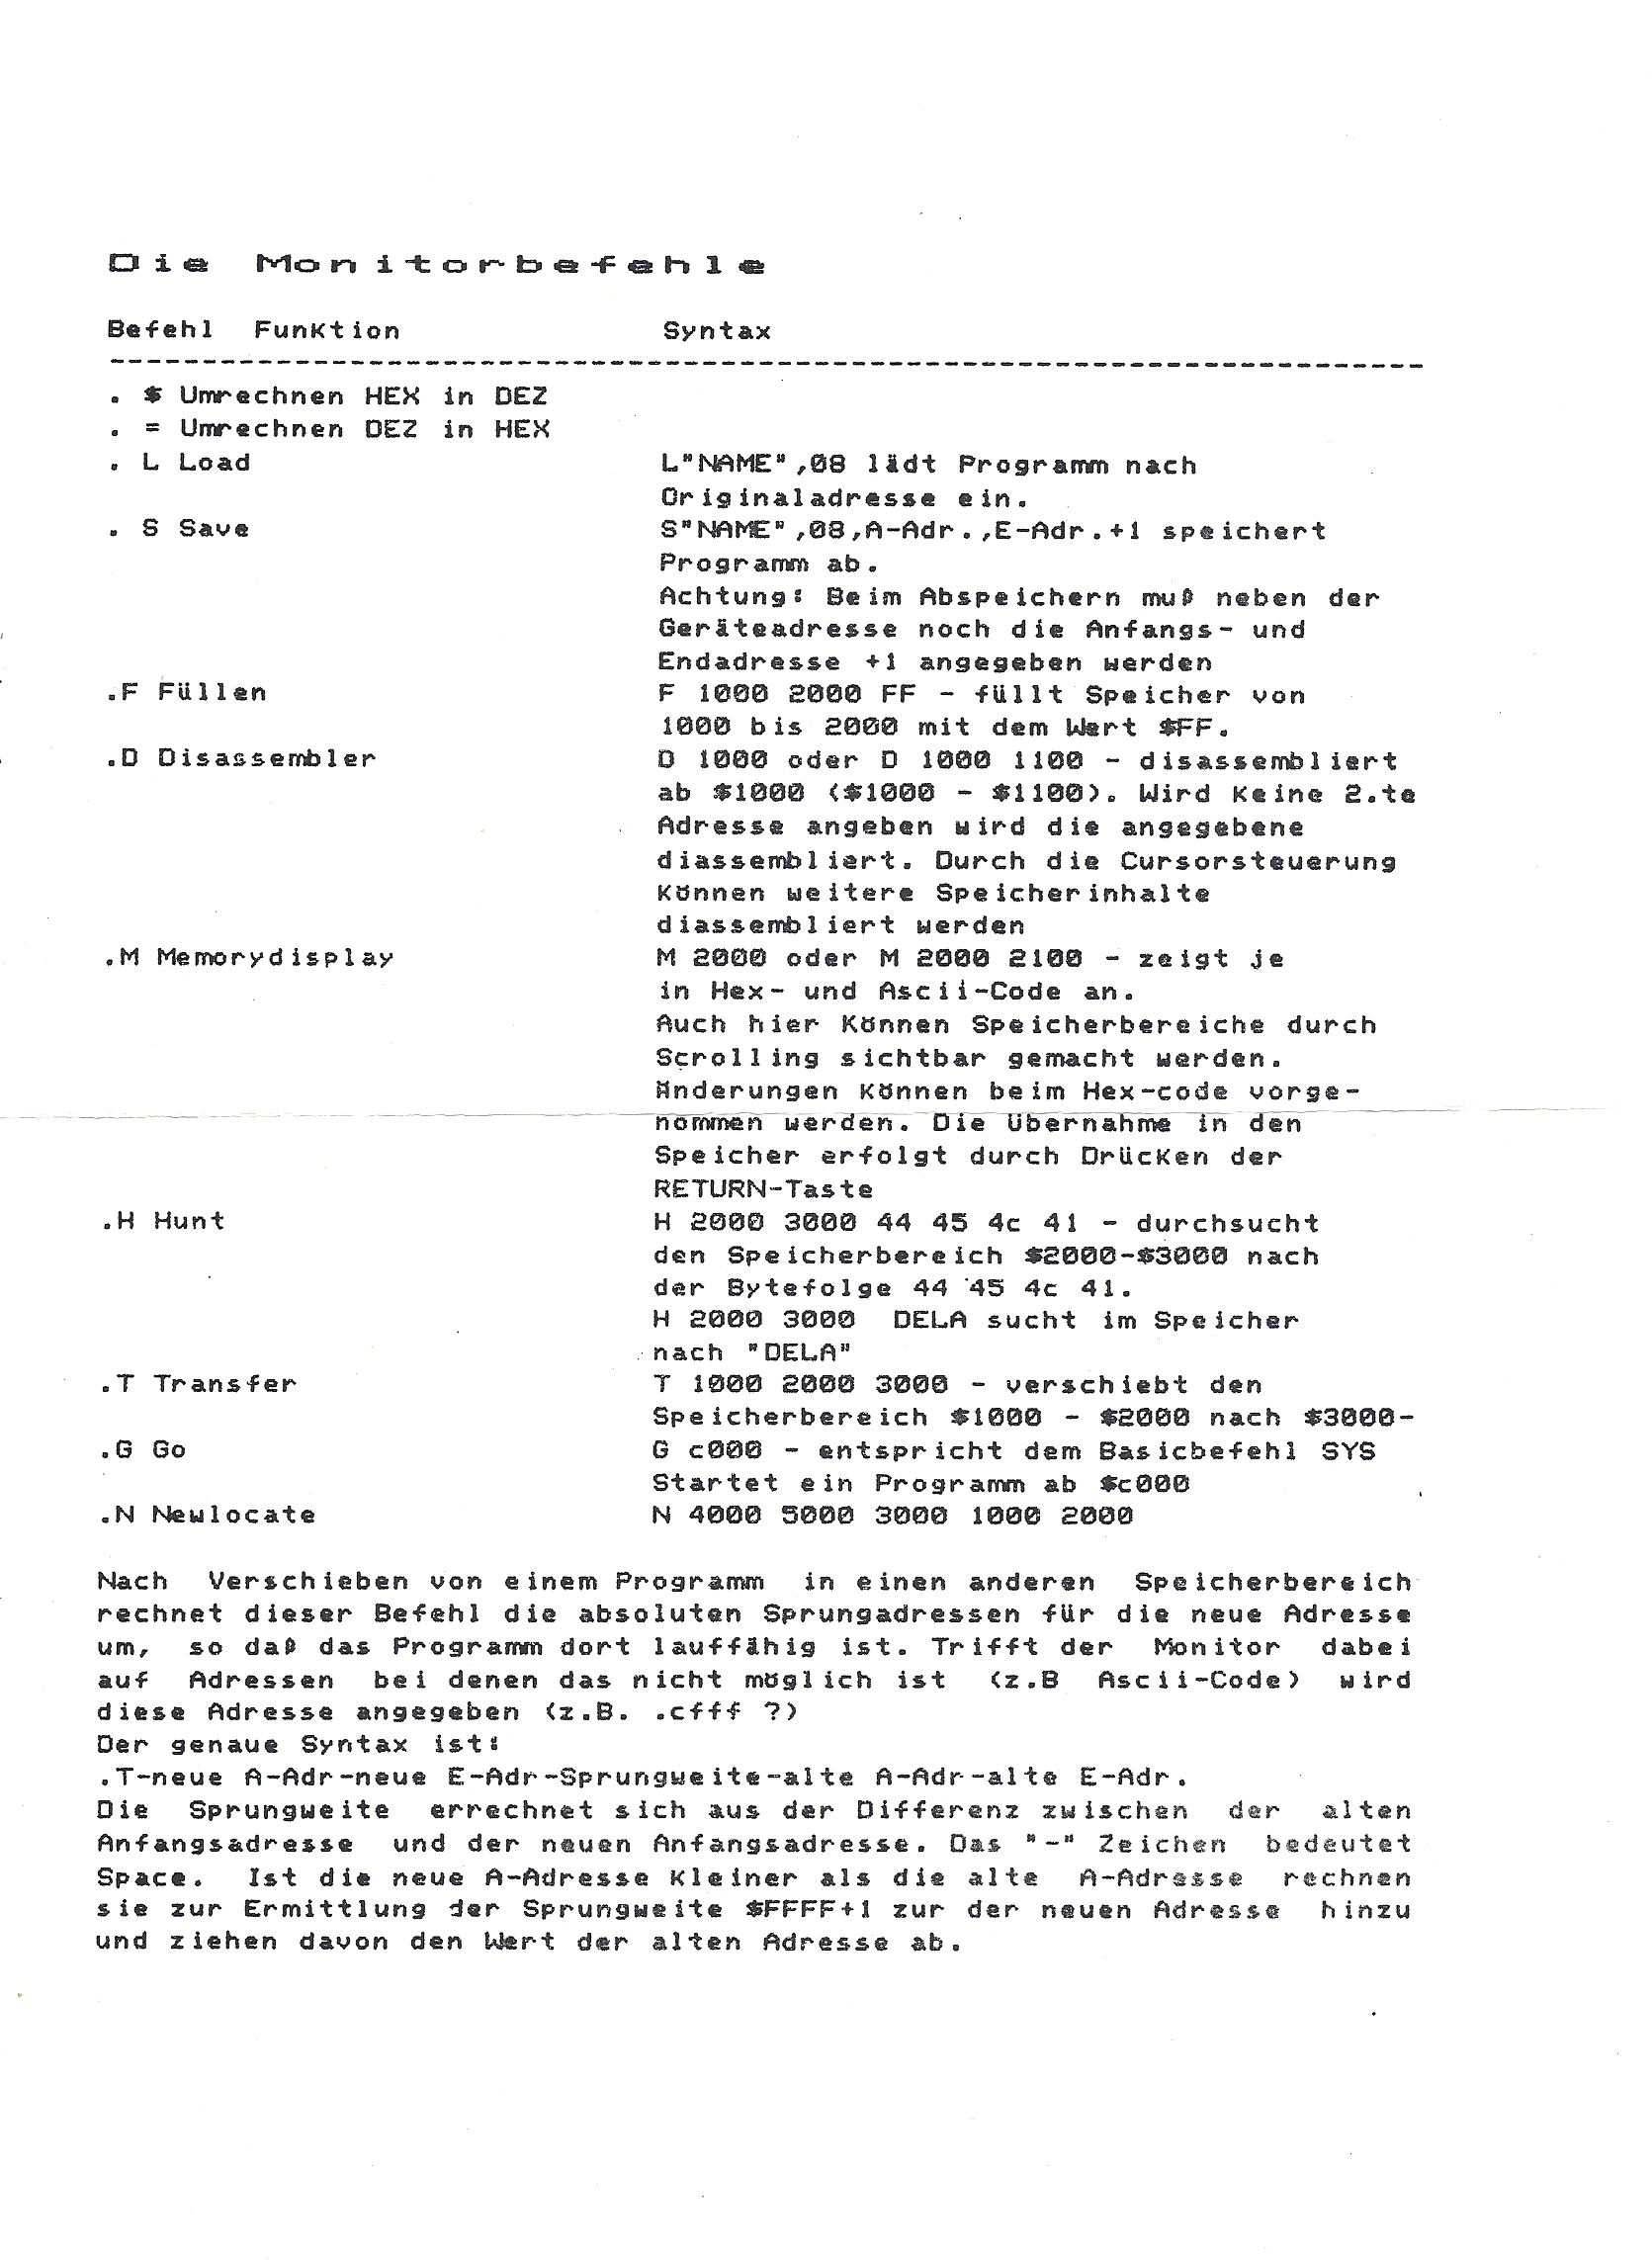 Die Monitorbefehle
Befehl Funktion Syntax
-----------------------------------------------------------------------
. $ Umrechnen HEX in DEZ
. = Umrechnen DEZ in HEX
. L Load L"NAME",08 lädt Programm nach
Originaladresse ein.
. S Save S"NAME",08,A-Adr.,E-Adr.+1 speichert
Programm ab.
Achtung: Beim Abspeichern muß neben der
Geräteadresse noch die Anfangs- und
Endadresse +1 angegeben werden
.F Füllen F 1000 2000 FF - füllt Speicher von
1000 bis 2000 mit dem Wert $FF.
.D Disassembler D 1000 oder D 1000 1100 - disassembliert
ab $1000 ($1000 - $1100). Wird keine 2.te
Adresse angeben wird die angegebene
diassembliert. Durch die Cursorsteuerung
können weitere Speicherinhalte
diassembliert werden
.M Memorydisplay M 2000 oder M 2000 2100 - zeigt je
in Hex- und Ascii-Code an.
Auch hier können Speicherbereiche durch
Scrolling sichtbar gemacht werden.
Änderungen können beim Hex-code vorge-
nommen werden. Die Übernahme in den
Speicher erfolgt durch Drücken der
RETURN-Taste
.H Hunt H 2000 3000 44 45 4c 41 - durchsucht
den Speicherbereich $2000-$3000 nach
der Bytefolge 44 45 4c 41.
H 2000 3000 DELA sucht im Speicher
nach "DELA"
.T Transfer T 1000 2000 3000 - verschiebt den
Speicherbereich $1000 - $2000 nach $3000-
.G Go G c000 - entspricht dem Basicbefehl SYS
Startet ein Programm ab $c000
.N Newlocate N 4000 5000 3000 1000 2000
Nach Verschieben von einem Programm in einen anderen Speicherbereich
rechnet dieser Befehl die absoluten Sprungadressen für die neue Adresse
um, so daß das Programm dort lauffähig ist. Trifft der Monitor dabei
auf Adressen bei denen das nicht möglich ist (z.B Ascii-Code) wird
diese Adresse angegeben (z.B. .cfff ?)
Der genaue Syntax ist:
.T-neue A-Adr-neue E-Adr-Sprungweite-alte A-Adr-alte E-Adr.
Die Sprungweite errechnet sich aus der Differenz zwischen der alten
Anfangsadresse und der neuen Anfangsadresse. Das "-" Zeichen bedeutet
Space. Ist die neue A-Adresse kleiner als die alte A-Adresse rechnen
sie zur Ermittlung der Sprungweite $FFFF+1 zur der neuen Adresse hinzu
und ziehen davon den Wert der alten Adresse ab.